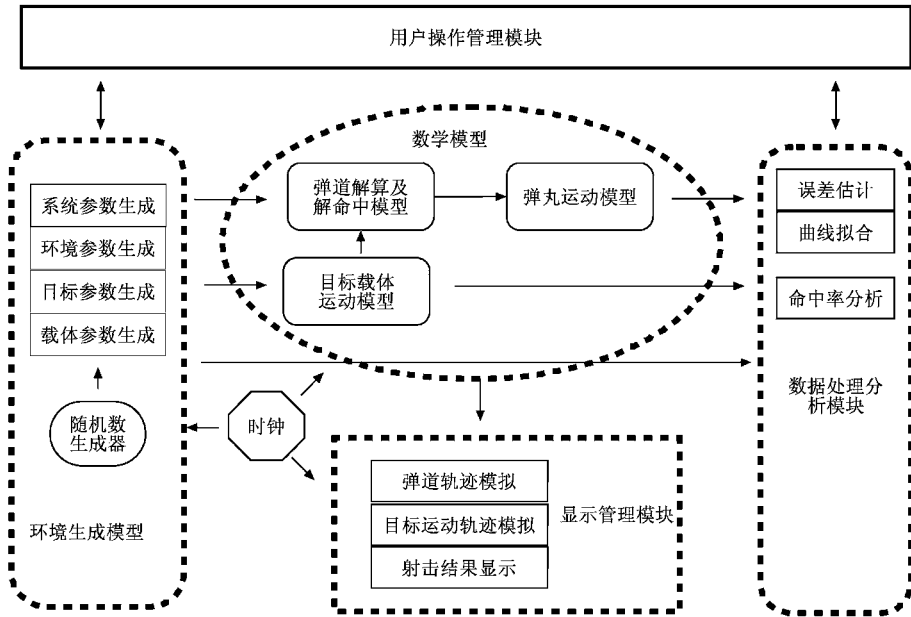 用户操作管理模块
数学模型
系统参数生成
环境参数生成
目标参数生成
载体参数生成
随机数
生成器
环境生成模型
弹道解算及
解命中模型
弹丸运动模型
目标载体
运动模型
时钟
弹道轨迹模拟
目标运动轨迹模拟
射击结果显示
显示管理模块
误差估计
曲线拟合
命中率分析
数据处理分
析模块